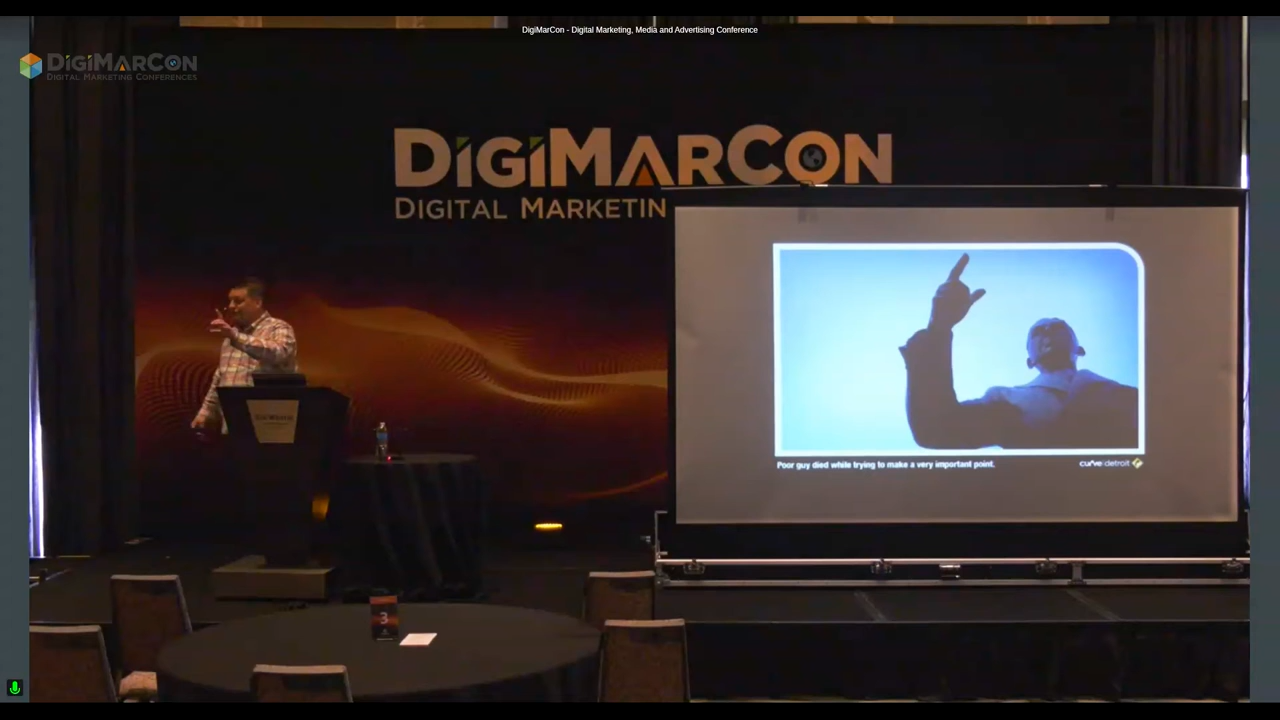 DigiMarCon - Digital Marketing, Media and Advertising Conference
DIGIMARCON
DIGITAL MARKETING CONFERENCES
DIGIMARCON
DIGITAL MARKETIN
Poor guy died while trying to make a very important point.
curve detroit
3